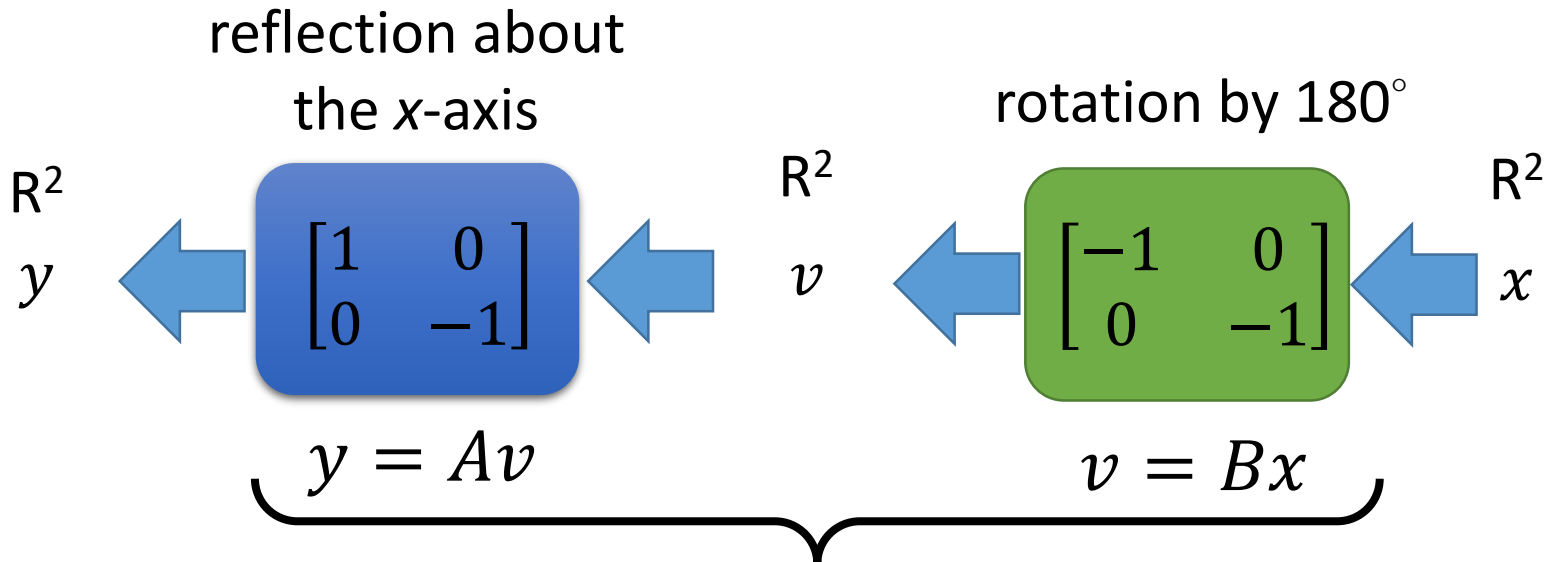 reflection about
the x-axis
rotation by 180°
R²
y
[1 0
0 −1]
R²
v
[−1 0
0 −1]
R²
x
y = Av
v = Bx